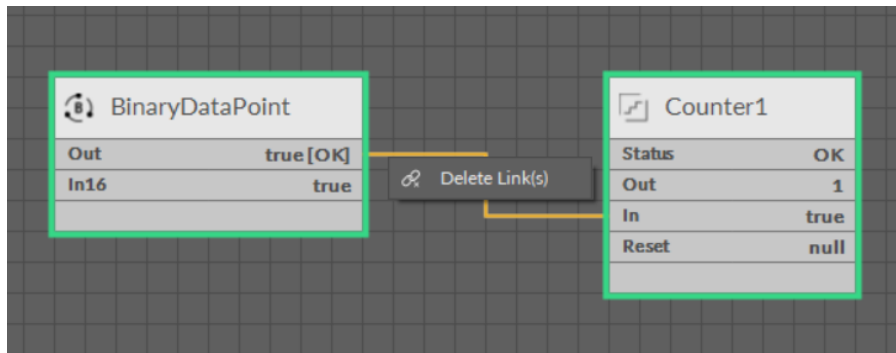 BinaryDataPoint
Out true [OK]
In16 true
Delete Link(s)
Counter1
Status OK
Out 1
In true
Reset null